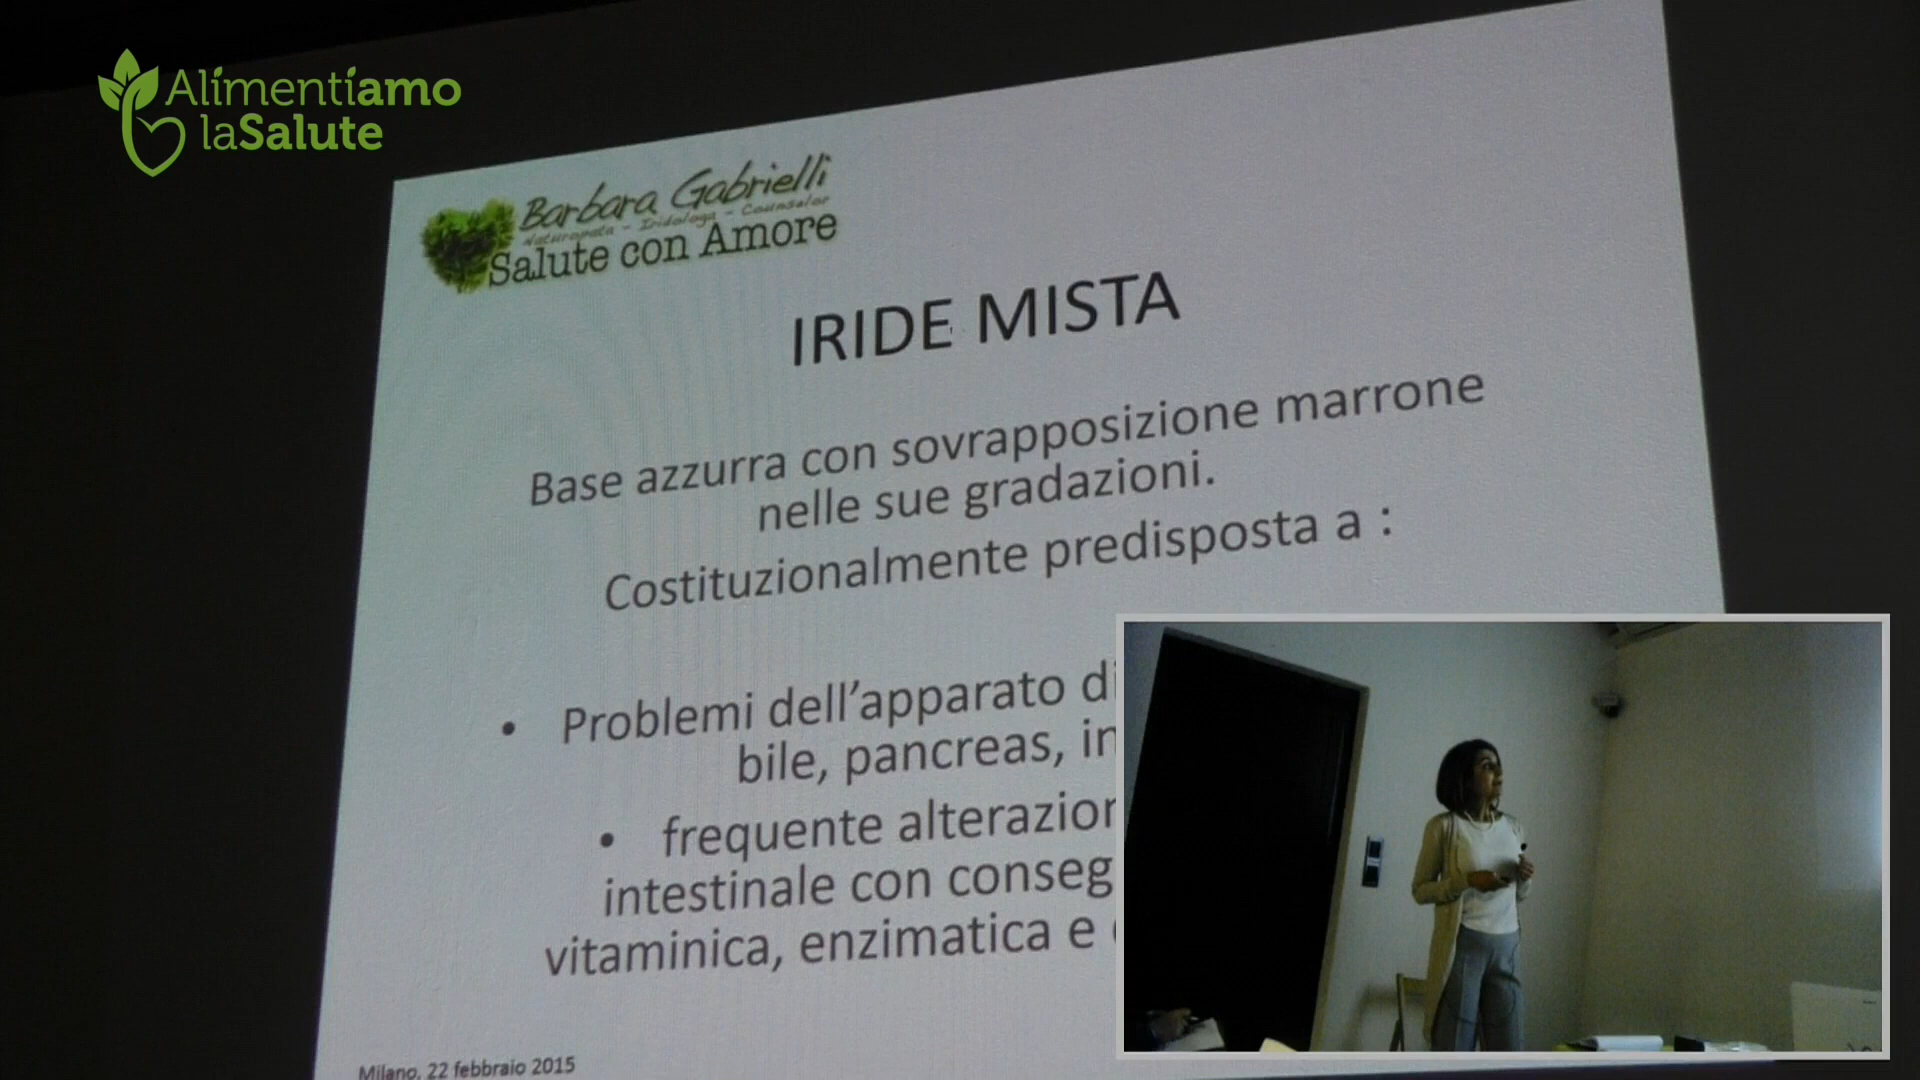 Alimentiamo
laSalute
Barbara Gabrielli
Naturopata - Iridologa - Counselor
Salute con Amore
IRIDE MISTA
Base azzurra con sovrapposizione marrone
nelle sue gradazioni.
Costituzionalmente predisposta a :
• Problemi dell'apparato di
bile, pancreas, in
• frequente alterazion
intestinale con conseg
vitaminica, enzimatica e
Milano, 22 febbraio 2015